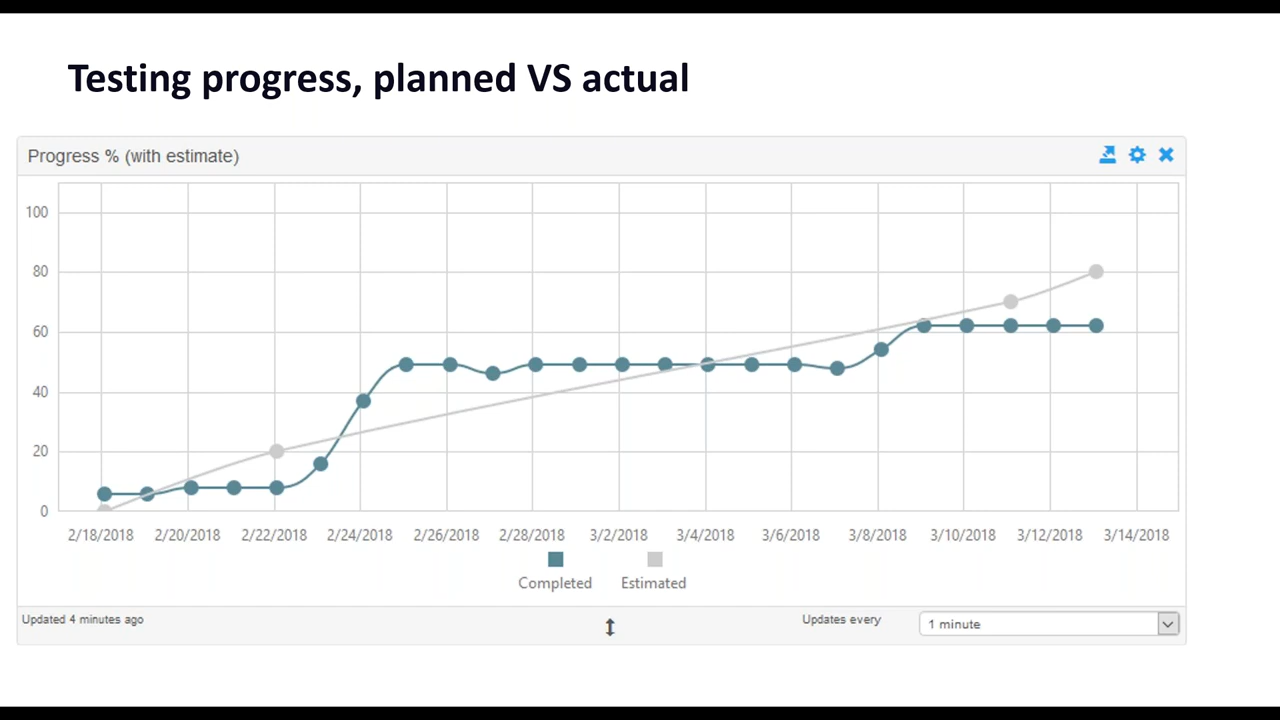 Testing progress, planned VS actual
Progress % (with estimate)
100
80
60
40
20
0
2/18/2018 2/20/2018 2/22/2018 2/24/2018 2/26/2018 2/28/2018 3/2/2018 3/4/2018 3/6/2018 3/8/2018 3/10/2018 3/12/2018 3/14/2018
Completed Estimated
Updated 4 minutes ago Updates every 1 minute